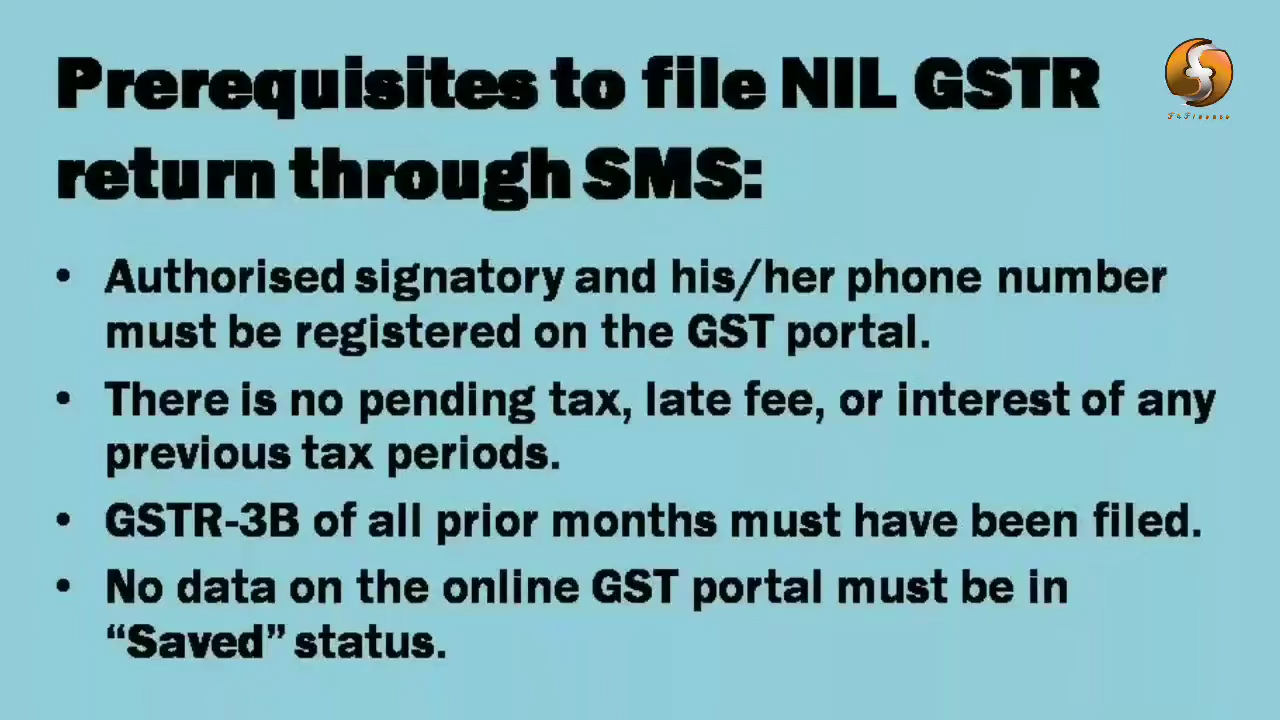 Prerequisites to file NIL GSTR
return through SMS:
• Authorised signatory and his/her phone number
must be registered on the GST portal.
• There is no pending tax, late fee, or interest of any
previous tax periods.
• GSTR-3B of all prior months must have been filed.
• No data on the online GST portal must be in
“Saved” status.